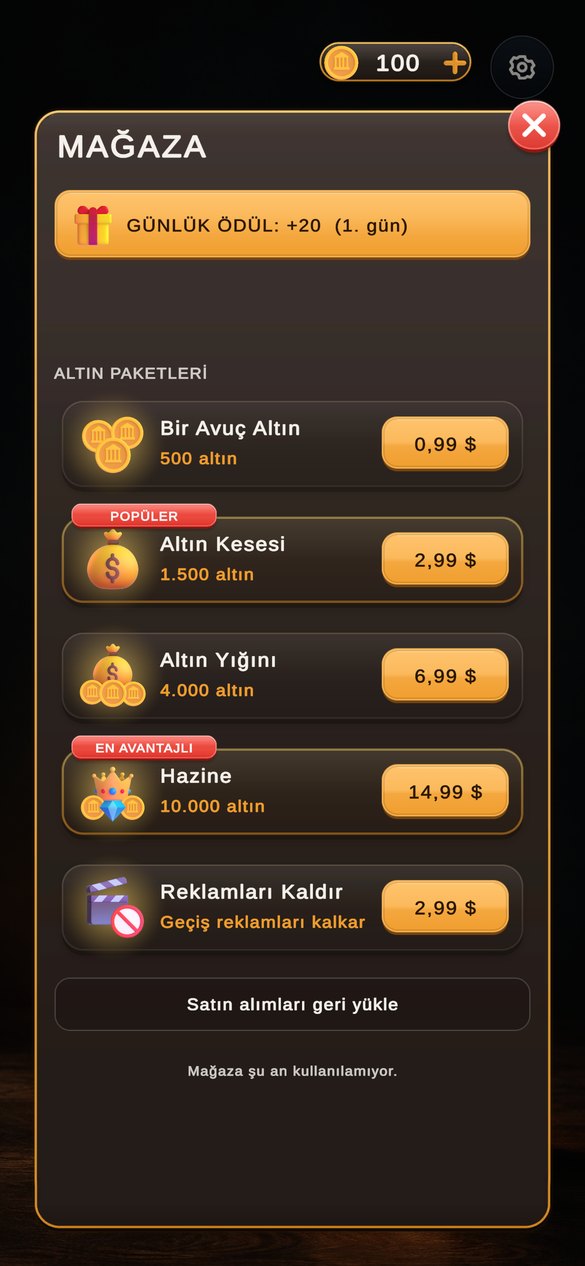 100
MAĞAZA
GÜNLÜK ÖDÜL: +20 (1. gün)
ALTIN PAKETLERİ
Bir Avuç Altın
500 altın
0,99 $
POPÜLER
Altın Kesesi
1.500 altın
2,99 $
Altın Yığını
4.000 altın
6,99 $
EN AVANTAJLI
Hazine
10.000 altın
14,99 $
Reklamları Kaldır
Geçiş reklamları kalkar
2,99 $
Satın alımları geri yükle
Mağaza şu an kullanılamıyor.